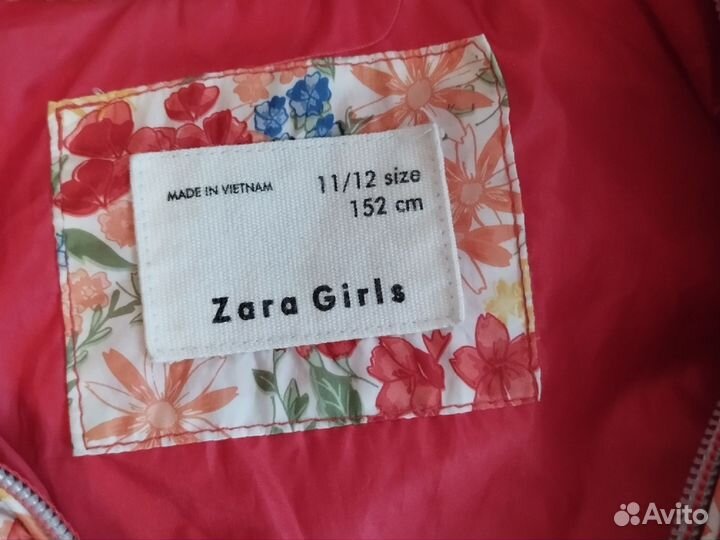 MADE IN VIETNAM
11/12 size
152 cm
Zara Girls
Avito